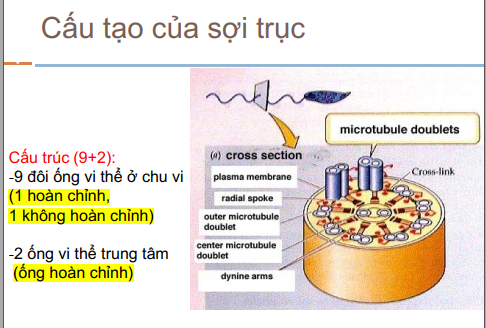 Cấu tạo của sợi trục
Cấu trúc (9+2):
-9 đôi ống vi thể ở chu vi
(1 hoàn chỉnh,
1 không hoàn chỉnh)
-2 ống vi thể trung tâm
(ống hoàn chỉnh)
microtubule doublets
(a) cross section
Cross-link
plasma membrane
radial spoke
outer microtubule
doublet
center microtubule
doublet
dynine arms